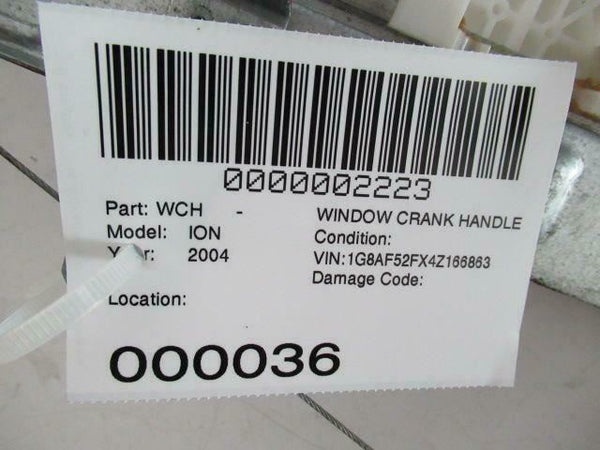 0000002223
Part: WCH - WINDOW CRANK HANDLE
Model: ION Condition:
2004 VIN:1G8AF52FX4Z166863
Damage Code:
Location:
000036